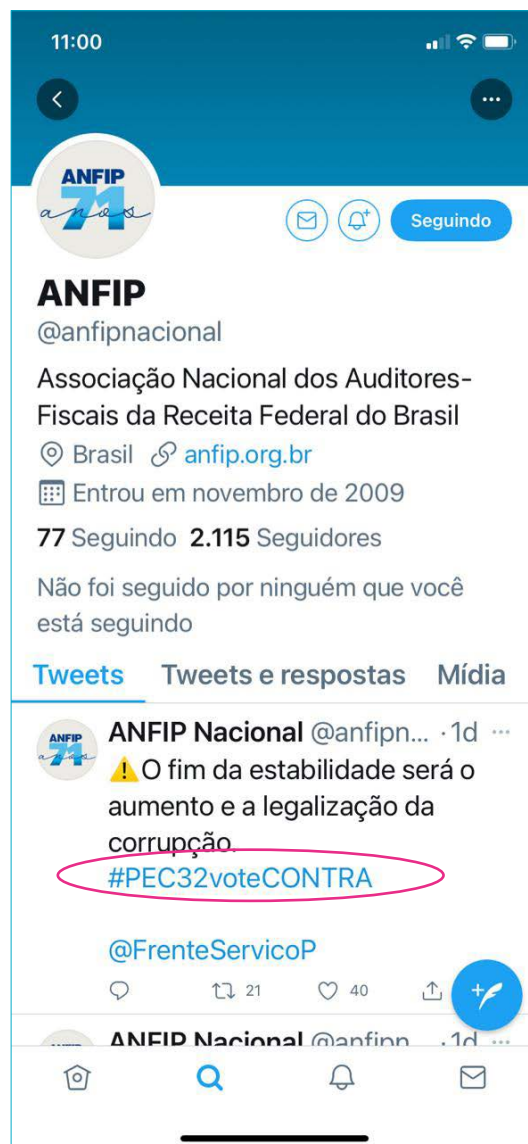 11:00
ANFIP
71
anos
Seguindo
ANFIP
@anfipnacional
Associação Nacional dos Auditores-
Fiscais da Receita Federal do Brasil
Brasil anfip.org.br
Entrou em novembro de 2009
77 Seguindo 2.115 Seguidores
Não foi seguido por ninguém que você
está seguindo
Tweets Tweets e respostas Mídia
ANFIP
71
anos
ANFIP Nacional @anfipn... · 1d ...
⚠️O fim da estabilidade será o
aumento e a legalização da
corrupção.
#PEC32voteCONTRA
@FrenteServicoP
21 40
ANFIP Nacional @anfipn... · 1d ...